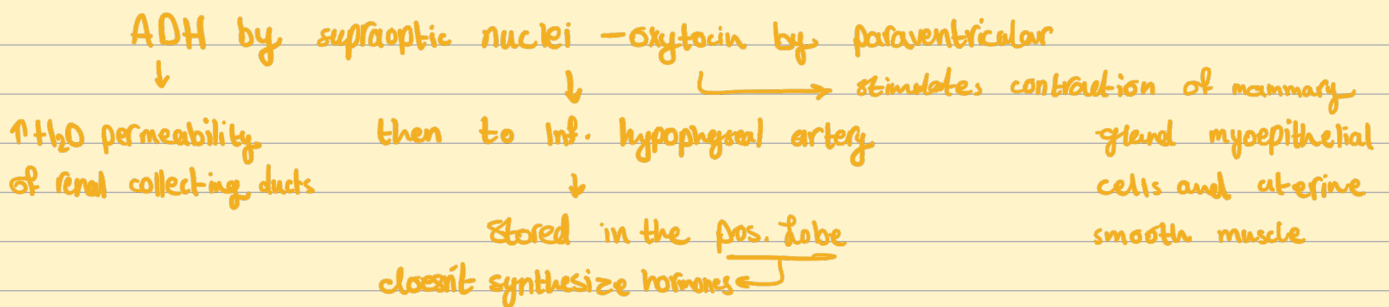 ADH by supraoptic nuclei - oxytocin by paraventricular
↓ ↓ → stimulates contraction of mammary
↑H₂O permeability then to Inf. hypophyseal artery gland myoepithelial
of renal collecting ducts ↓ cells and uterine
Stored in the pos. Lobe smooth muscle
doesn't synthesize hormones ←